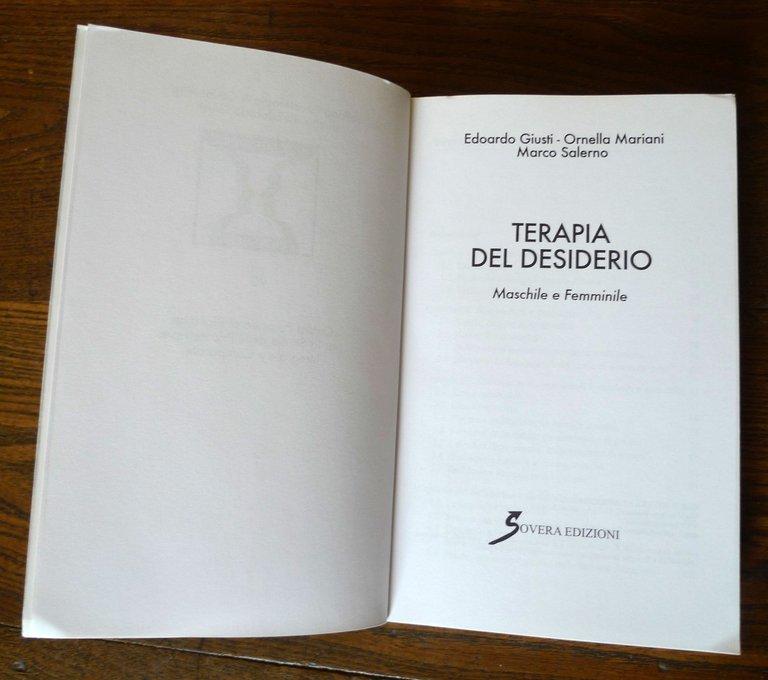 Edoardo Giusti - Ornella Mariani
Marco Salerno
TERAPIA
DEL DESIDERIO
Maschile e Femminile
SOVERA EDIZIONI